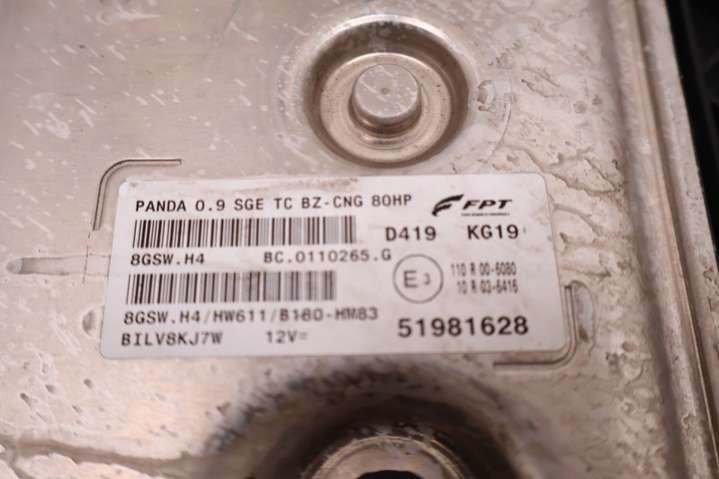 PANDA 0.9 SGE TC BZ-CNG 80HP
FPT
D419 KG19
8GSW.H4 BC.0110265.G
E3
110 R 00-6080
10 R 03-6416
8GSW.H4/HW611/B180-HM83
51981628
BILV8KJ7W 12V=